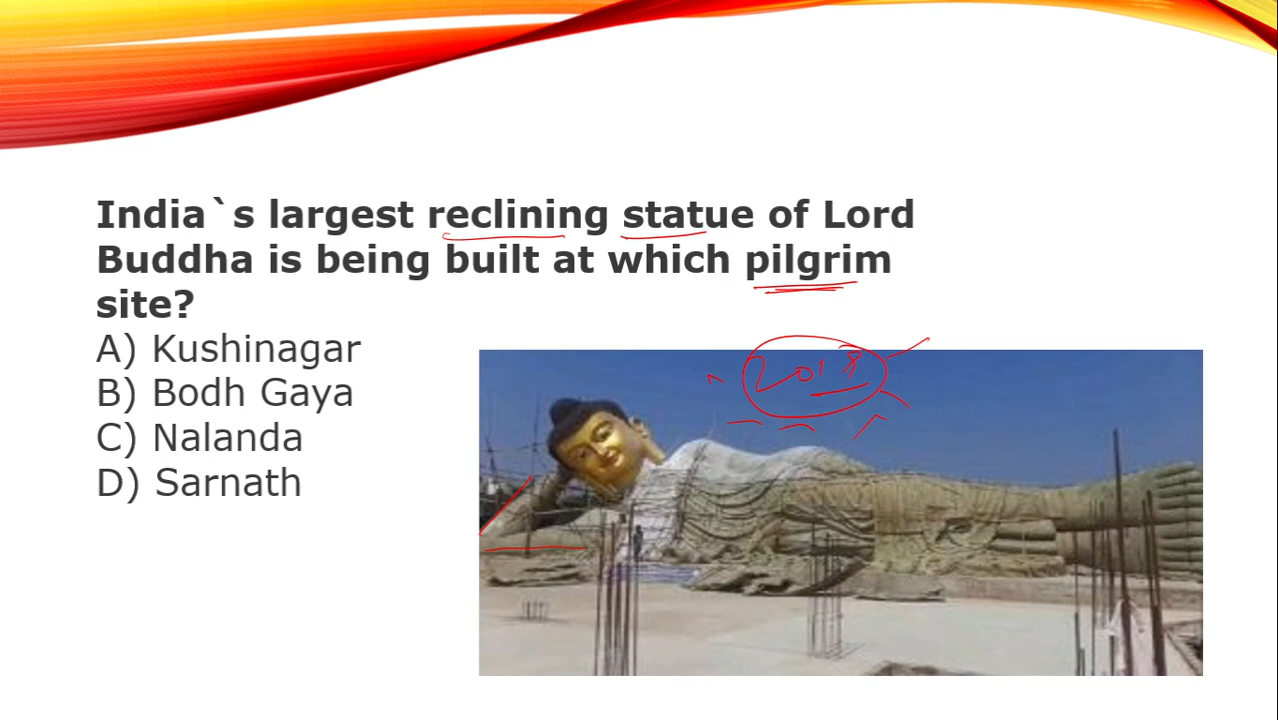 India`s largest reclining statue of Lord
Buddha is being built at which pilgrim
site?
A) Kushinagar
B) Bodh Gaya
C) Nalanda
D) Sarnath
2018